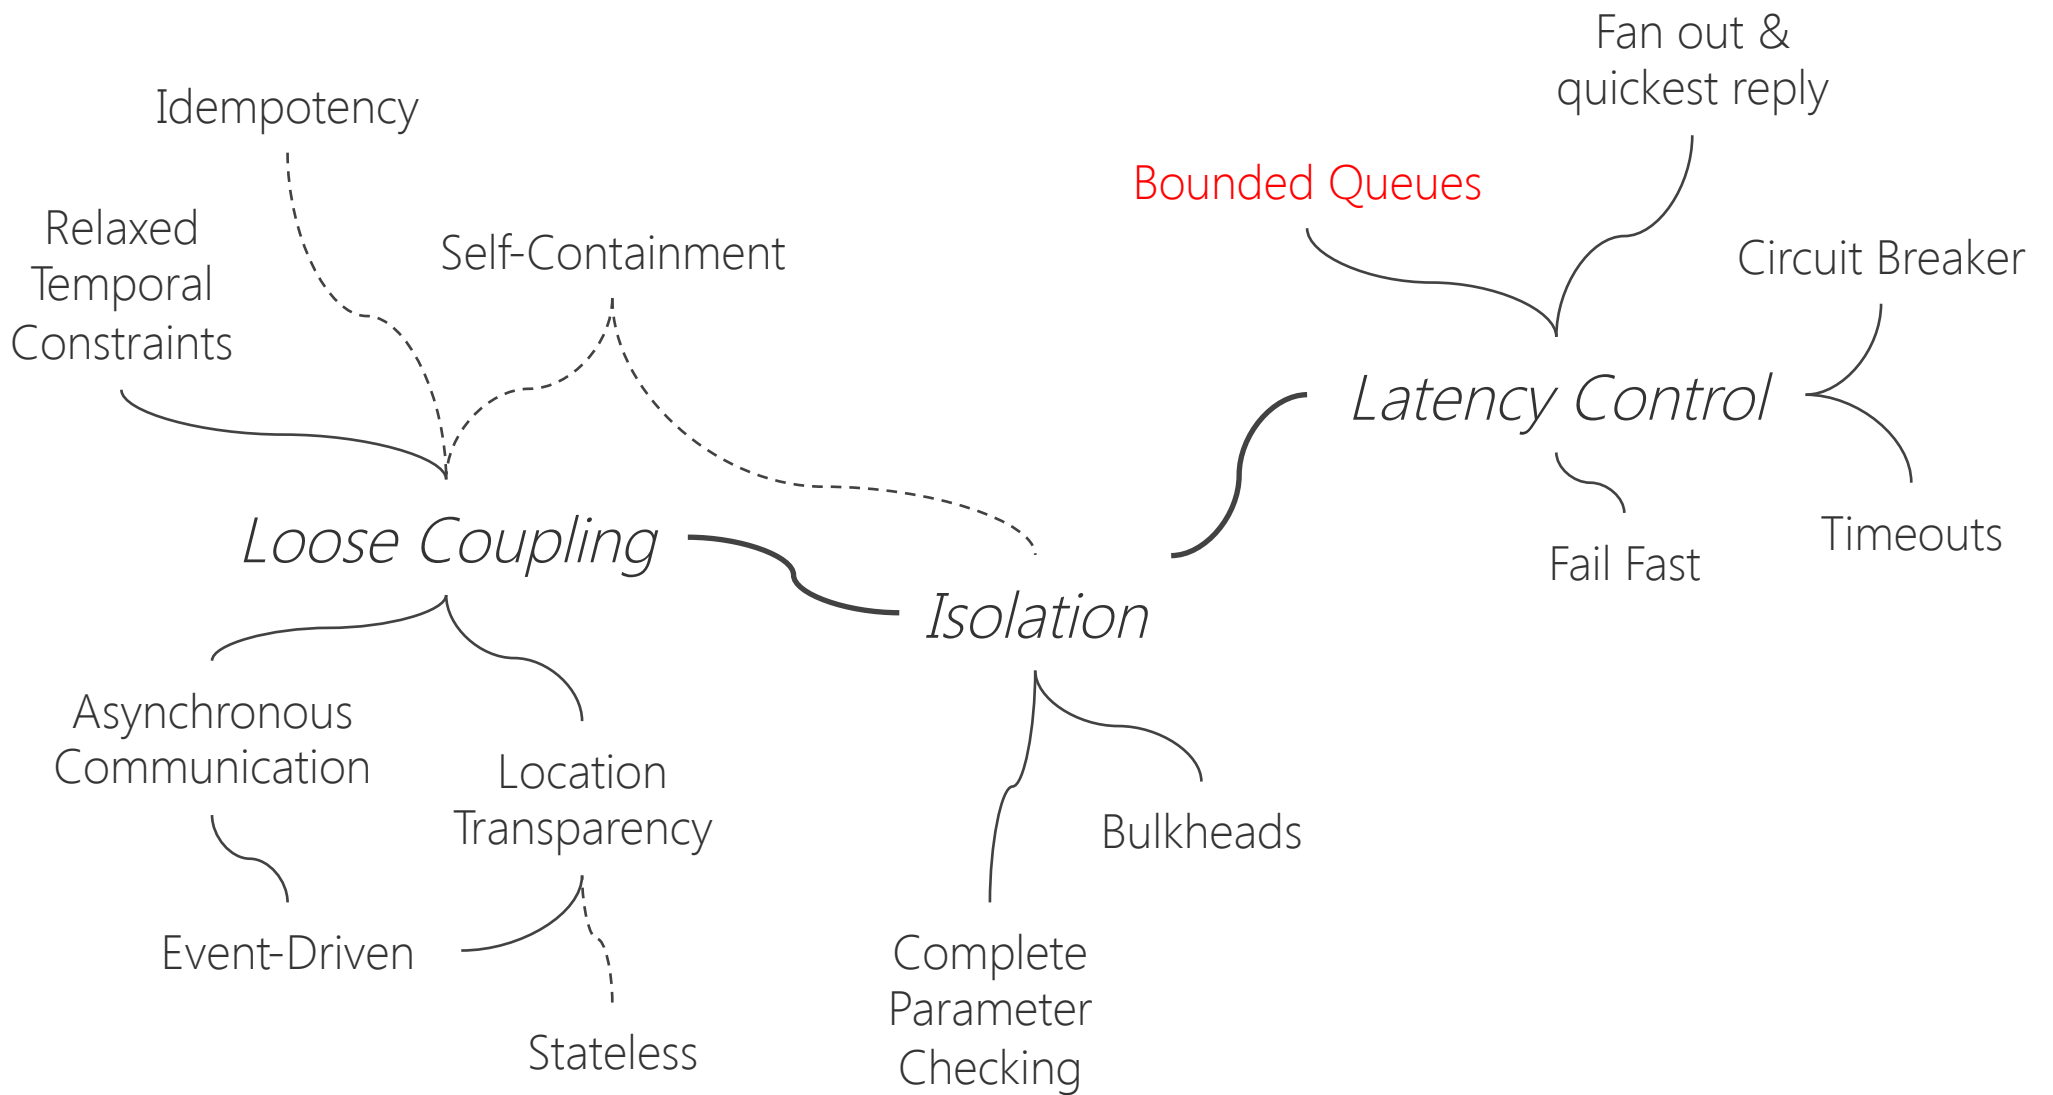 Fan out &
quickest reply
Idempotency
Bounded Queues
Relaxed
Temporal
Constraints
Self-Containment
Circuit Breaker
Latency Control
Loose Coupling
Timeouts
Fail Fast
Isolation
Asynchronous
Communication
Location
Transparency
Bulkheads
Event-Driven
Complete
Parameter
Checking
Stateless